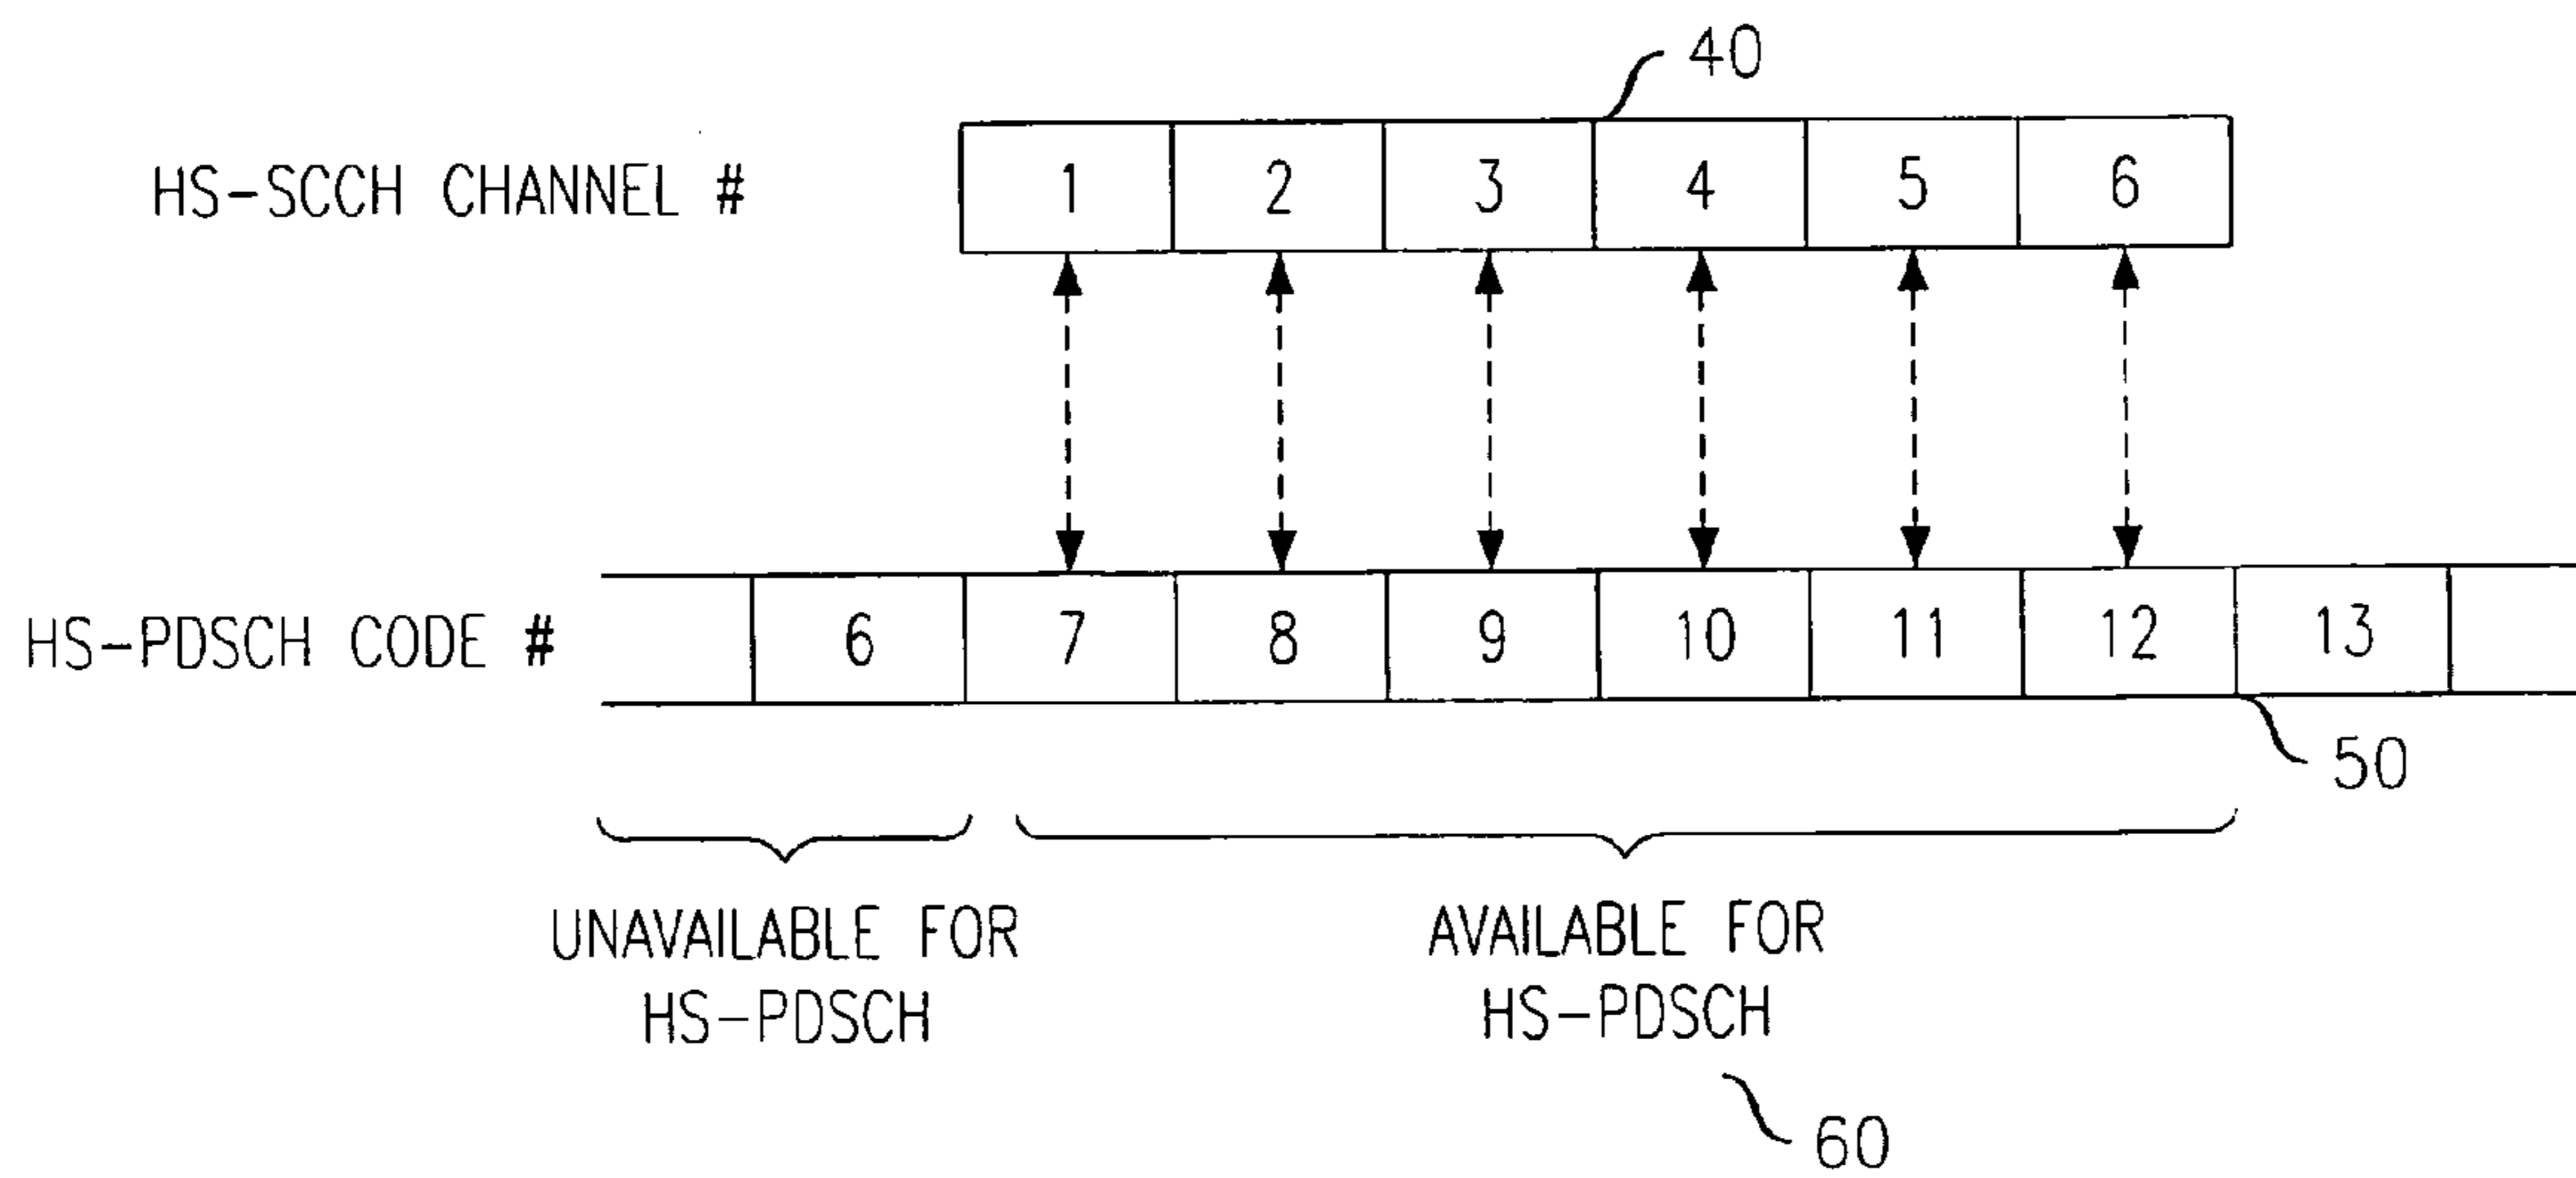 40
HS-SCCH CHANNEL # 1 2 3 4 5 6
HS-PDSCH CODE # 6 7 8 9 10 11 12 13
50
UNAVAILABLE FOR
HS-PDSCH
AVAILABLE FOR
HS-PDSCH
60